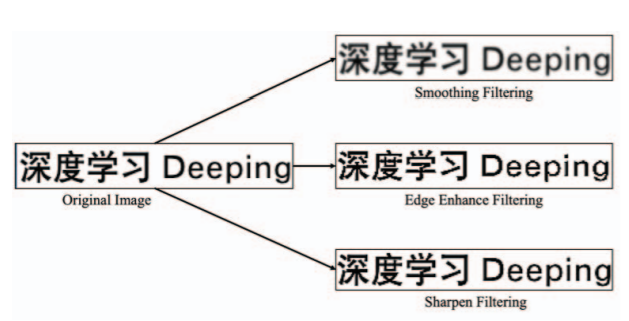 深度学习 Deeping
Smoothing Filtering
深度学习 Deeping
Original Image
深度学习 Deeping
Edge Enhance Filtering
深度学习 Deeping
Sharpen Filtering